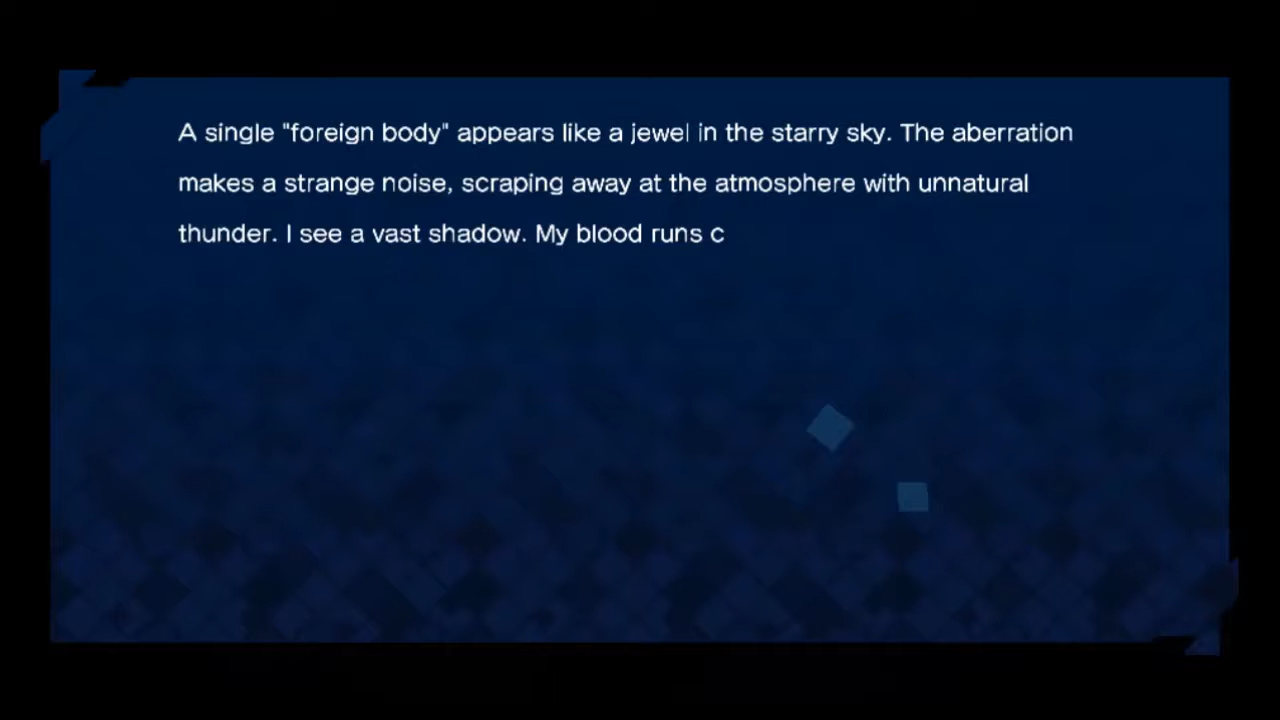 A single "foreign body" appears like a jewel in the starry sky. The aberration
makes a strange noise, scraping away at the atmosphere with unnatural
thunder. I see a vast shadow. My blood runs c